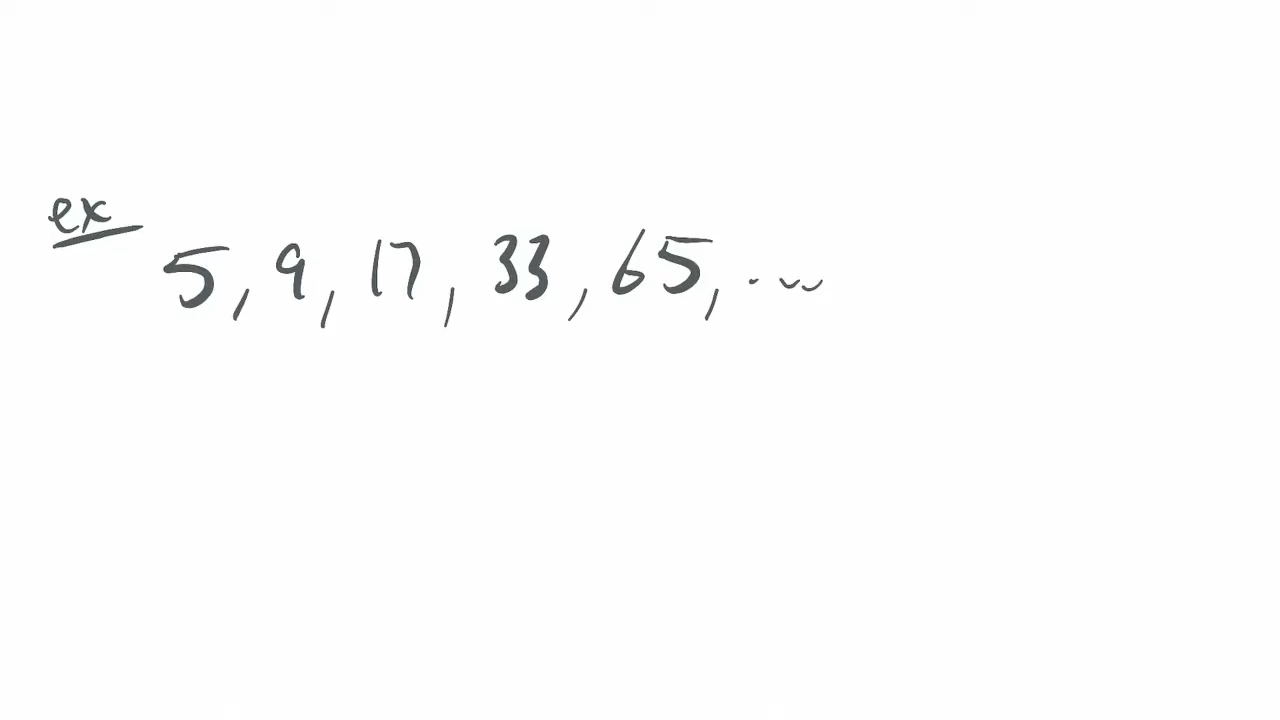 ex
5, 9, 17, 33, 65, ...